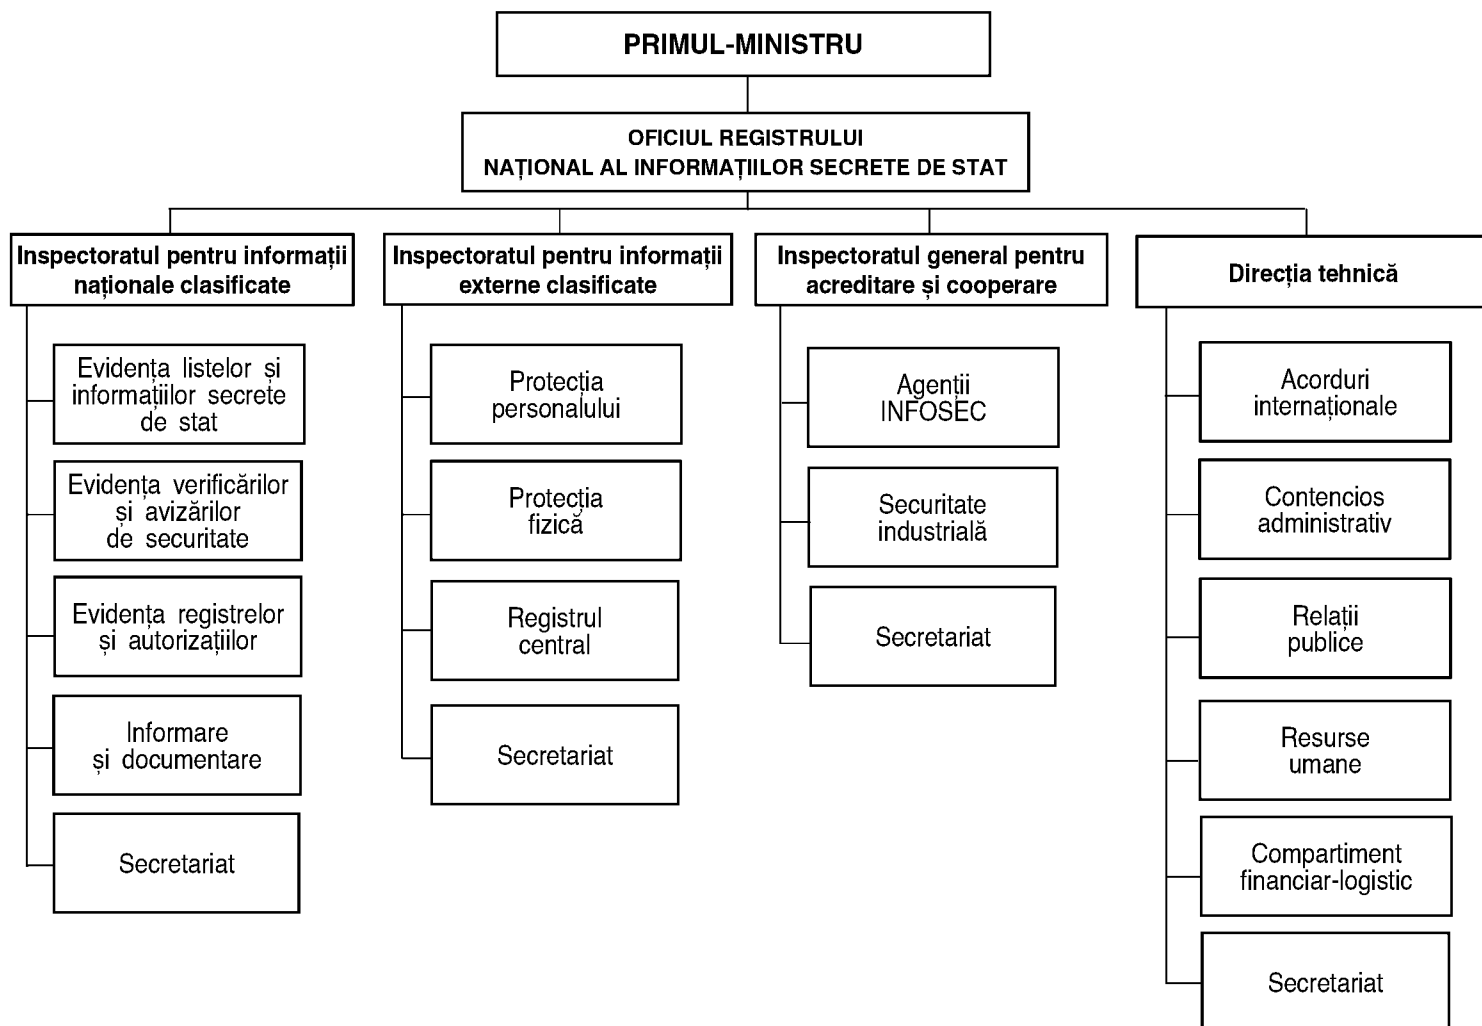 PRIMUL-MINISTRU
OFICIUL REGISTRULUI
NAȚIONAL AL INFORMAȚIILOR SECRETE DE STAT
Inspectoratul pentru informații
naționale clasificate
Evidența listelor și
informațiilor secrete
de stat
Evidența verificărilor
și avizărilor
de securitate
Evidența registrelor
și autorizațiilor
Informare
și documentare
Secretariat
Inspectoratul pentru informații
externe clasificate
Protecția
personalului
Protecția
fizică
Registrul
central
Secretariat
Inspectoratul general pentru
acreditare și cooperare
Agenții
INFOSEC
Securitate
industrială
Secretariat
Direcția tehnică
Acorduri
internaționale
Contencios
administrativ
Relații
publice
Resurse
umane
Compartiment
financiar-logistic
Secretariat